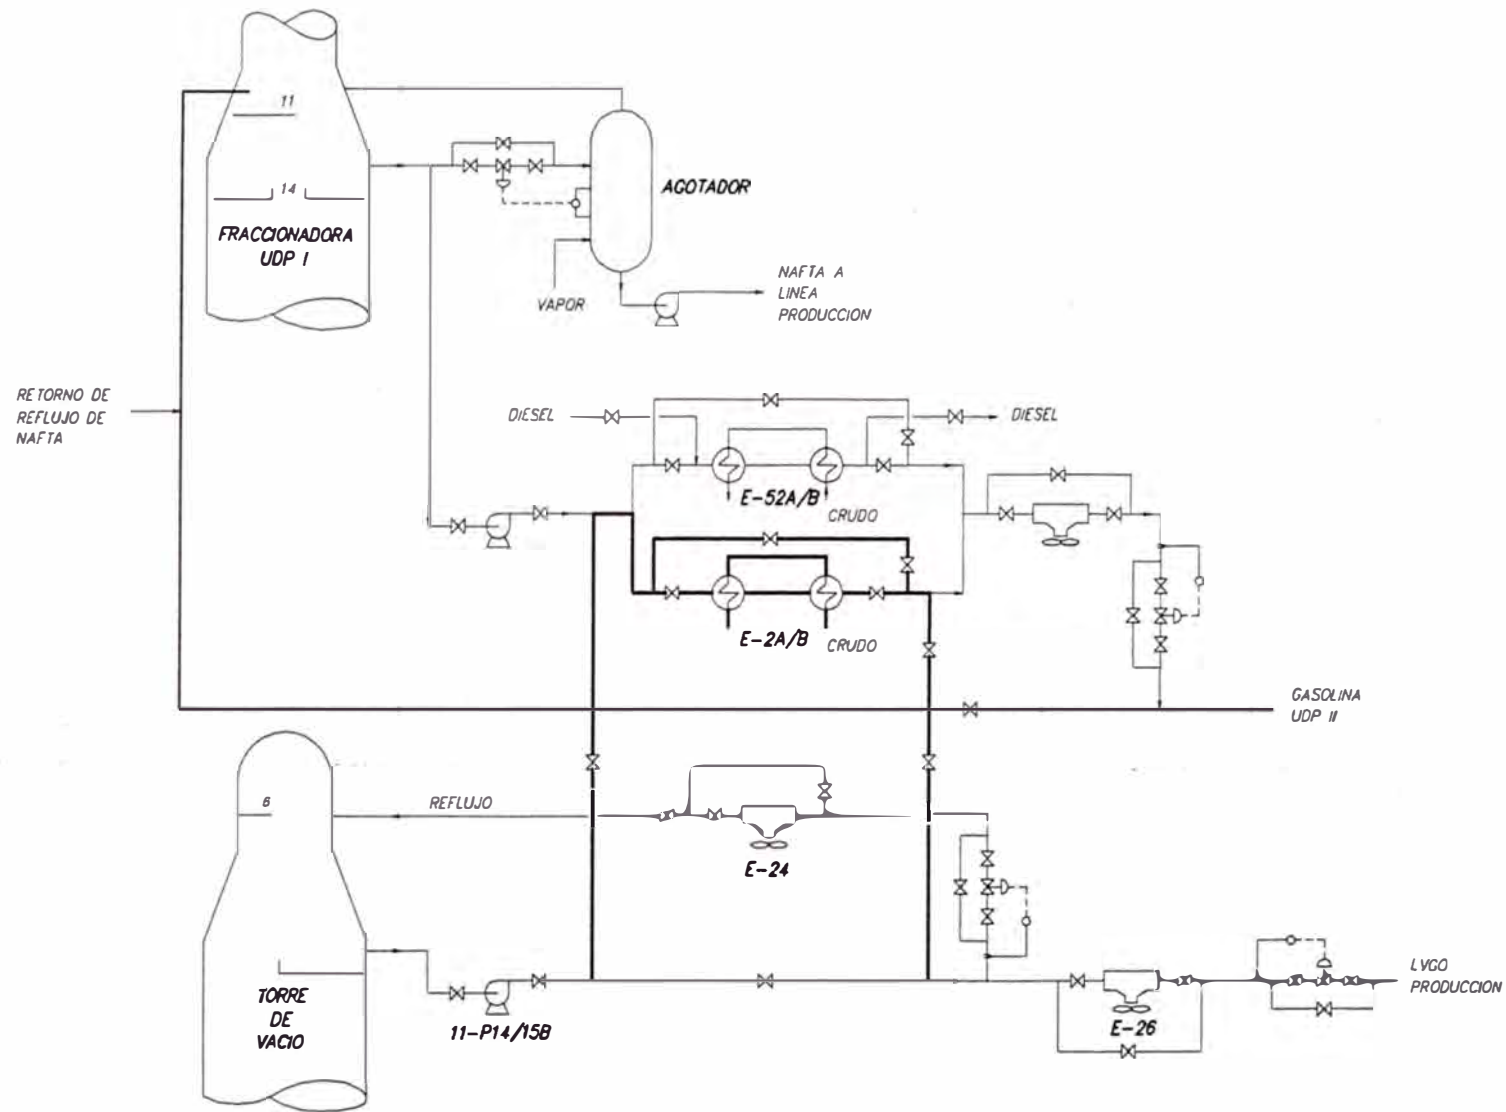 11
14
FRACCIONADORA
UDP I
AGOTADOR
VAPOR
NAFTA A
LINEA
PRODUCCION
RETORNO DE
REFLUJO DE
NAFTA
DIESEL
DIESEL
E-52A/B
CRUDO
E-2A/B
CRUDO
GASOLINA
UDP II
6
REFLUJO
E-24
TORRE
DE
VACIO
11-P14/15B
E-26
LVGO
PRODUCCION